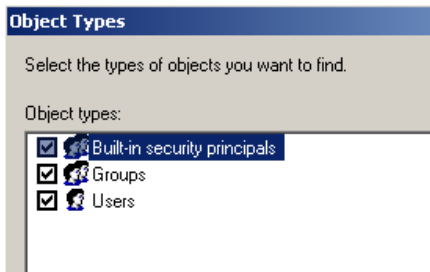 Object Types
Select the types of objects you want to find.
Object types:
Built-in security principals
Groups
Users